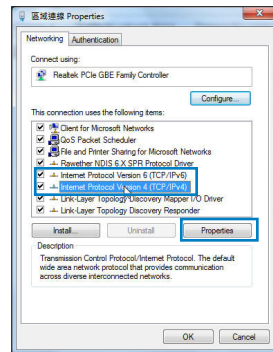 區域連線 Properties
Networking Authentication
Connect using:
Realtek PCIe GBE Family Controller
Configure...
This connection uses the following items:
Client for Microsoft Networks
QoS Packet Scheduler
File and Printer Sharing for Microsoft Networks
Rawether NDIS 6.X SPR Protocol Driver
Internet Protocol Version 6 (TCP/IPv6)
Internet Protocol Version 4 (TCP/IPv4)
Link-Layer Topology Discovery Mapper I/O Driver
Link-Layer Topology Discovery Responder
Install... Uninstall Properties
Description
Transmission Control Protocol/Internet Protocol. The default
wide area network protocol that provides communication
across diverse interconnected networks.
OK Cancel